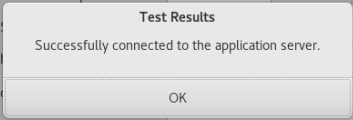 Test Results
Successfully connected to the application server.
OK